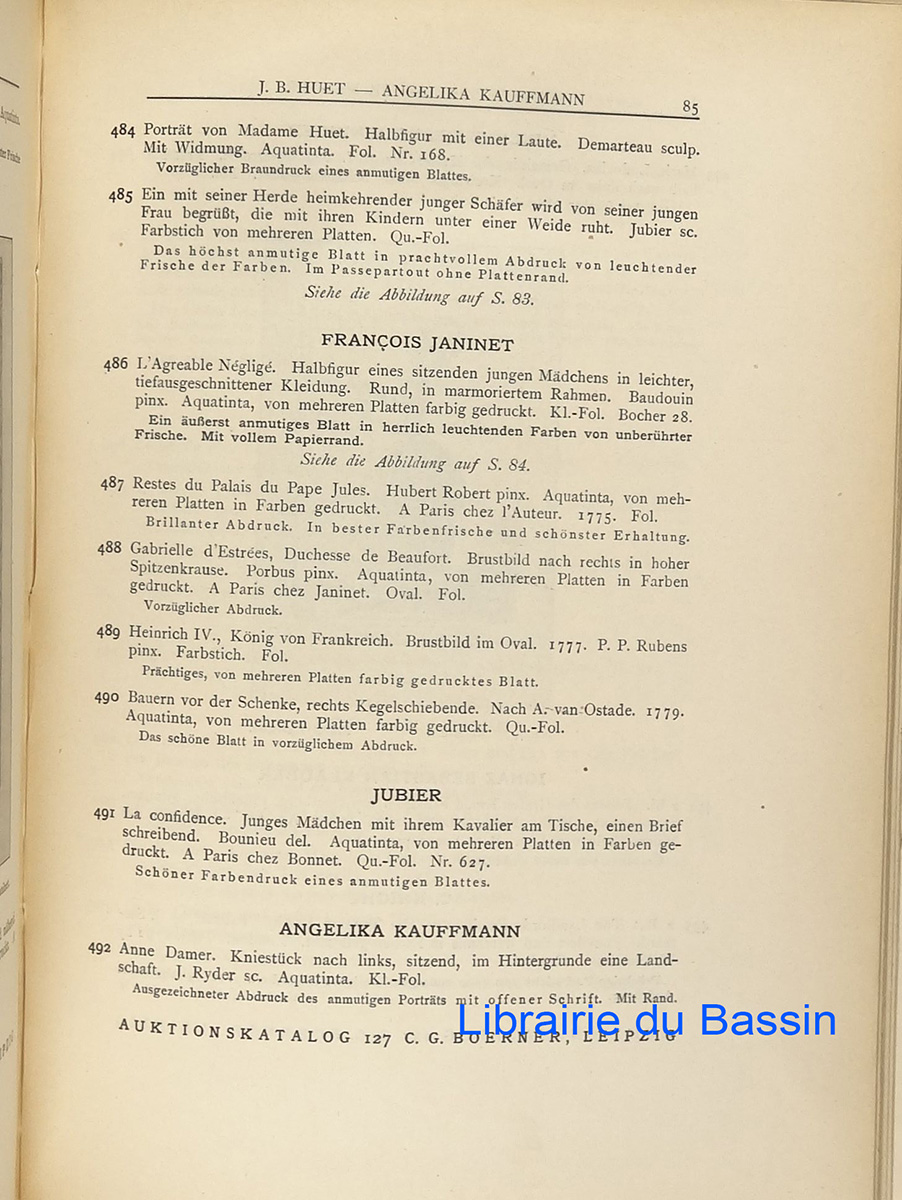 J. B. HUET — ANGELIKA KAUFFMANN 85
484 Porträt von Madame Huet. Halbfigur mit einer Laute. Demarteau sculp.
Mit Widmung. Aquatinta. Fol. Nr. 168.
Vorzüglicher Braundruck eines anmutigen Blattes.
485 Ein mit seiner Herde heimkehrender junger Schäfer wird von seiner jungen
Frau begrüßt, die mit ihren Kindern unter einer Weide ruht. Jubier sc.
Farbstich von mehreren Platten. Qu.-Fol.
Das höchst anmutige Blatt in prachtvollem Abdruck von leuchtender
Frische der Farben. Im Passepartout ohne Plattenrand.
Siehe die Abbildung auf S. 83.
FRANÇOIS JANINET
486 L'Agreable Négligé. Halbfigur eines sitzenden jungen Mädchens in leichter,
tiefausgeschnittener Kleidung. Rund, in marmoriertem Rahmen. Baudouin
pinx. Aquatinta, von mehreren Platten farbig gedruckt. Kl.-Fol. Bocher 28.
Ein äußerst anmutiges Blatt in herrlich leuchtenden Farben von unberührter
Frische. Mit vollem Papierrand.
Siehe die Abbildung auf S. 84.
487 Restes du Palais du Pape Jules. Hubert Robert pinx. Aquatinta, von meh-
reren Platten in Farben gedruckt. A Paris chez l'Auteur. 1775. Fol.
Brillanter Abdruck. In bester Farbenfrische und schönster Erhaltung.
488 Gabrielle d'Estrées, Duchesse de Beaufort. Brustbild nach rechts in hoher
Spitzenkrause. Porbus pinx. Aquatinta, von mehreren Platten in Farben
gedruckt. A Paris chez Janinet. Oval. Fol.
Vorzüglicher Abdruck.
489 Heinrich IV., König von Frankreich. Brustbild im Oval. 1777. P. P. Rubens
pinx. Farbstich. Fol.
Prächtiges, von mehreren Platten farbig gedrucktes Blatt.
490 Bauern vor der Schenke, rechts Kegelschiebende. Nach A. van Ostade. 1779.
Aquatinta, von mehreren Platten farbig gedruckt. Qu.-Fol.
Das schöne Blatt in vorzüglichem Abdruck.
JUBIER
491 La confidence. Junges Mädchen mit ihrem Kavalier am Tische, einen Brief
schreibend. Bounieu del. Aquatinta, von mehreren Platten in Farben ge-
druckt. A Paris chez Bonnet. Qu.-Fol. Nr. 627.
Schöner Farbendruck eines anmutigen Blattes.
ANGELIKA KAUFFMANN
492 Anne Damer. Kniestück nach links, sitzend, im Hintergrunde eine Land-
schaft. J. Ryder sc. Aquatinta. Kl.-Fol.
Ausgezeichneter Abdruck des anmutigen Porträts mit offener Schrift. Mit Rand.
AUKTIONSKATALOG 127 C. G. BOERNER, LEIPZIG
Librairie du Bassin